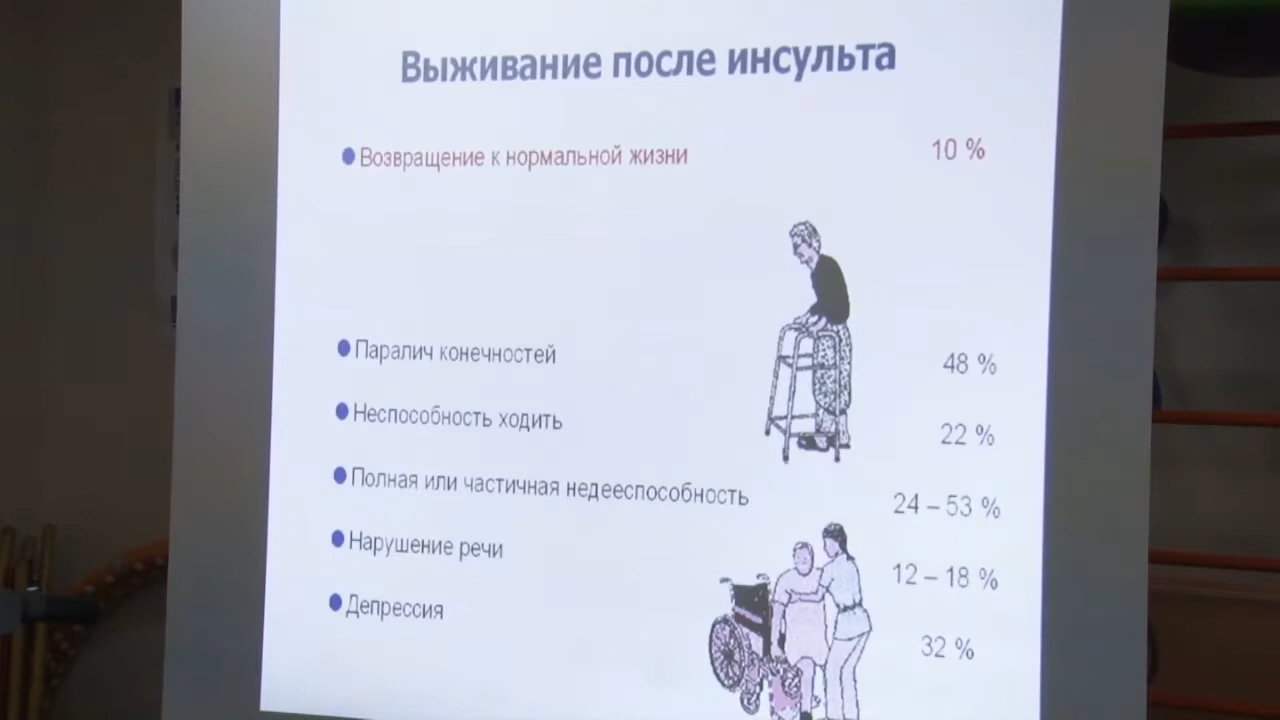 Выживание после инсульта
Возвращение к нормальной жизни 10 %
Паралич конечностей 48 %
Неспособность ходить 22 %
Полная или частичная недееспособность 24 – 53 %
Нарушение речи 12 – 18 %
Депрессия 32 %